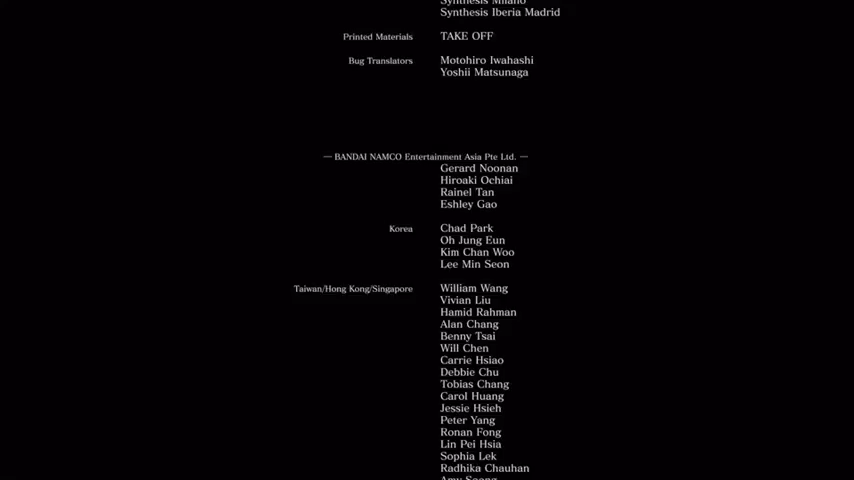 Synthesis Milano
Synthesis Iberia Madrid
Printed Materials TAKE OFF
Bug Translators Motohiro Iwahashi
Yoshii Matsunaga
— BANDAI NAMCO Entertainment Asia Pte Ltd. —
Gerard Noonan
Hiroaki Ochiai
Rainel Tan
Eshley Gao
Korea Chad Park
Oh Jung Eun
Kim Chan Woo
Lee Min Seon
Taiwan/Hong Kong/Singapore William Wang
Vivian Liu
Hamid Rahman
Alan Chang
Benny Tsai
Will Chen
Carrie Hsiao
Debbie Chu
Tobias Chang
Carol Huang
Jessie Hsieh
Peter Yang
Ronan Fong
Lin Pei Hsia
Sophia Lek
Radhika Chauhan